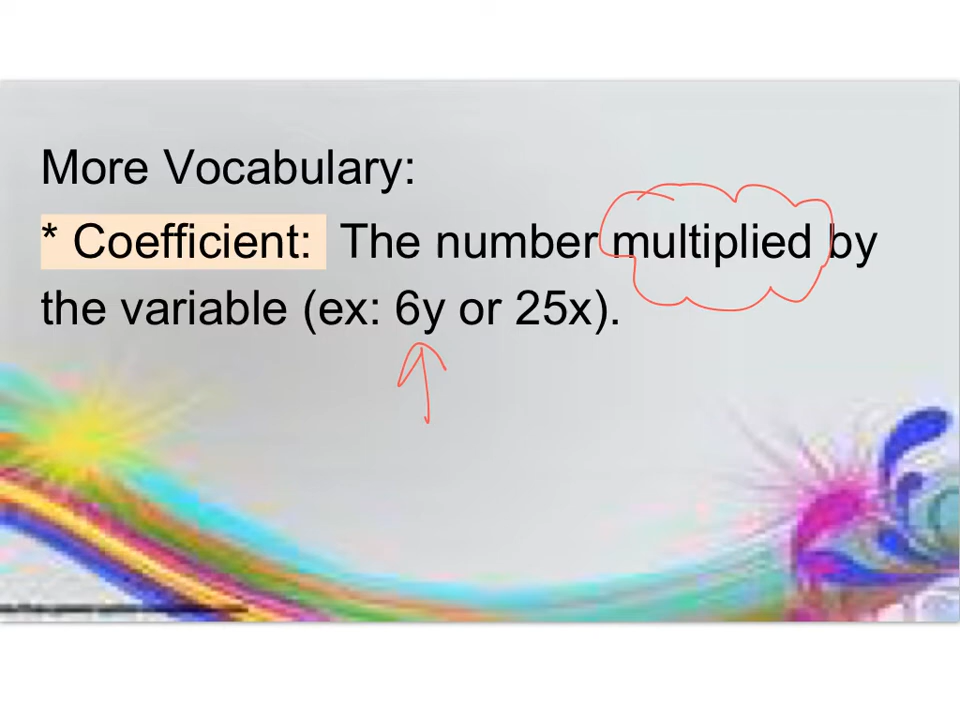 More Vocabulary:
* Coefficient: The number multiplied by
the variable (ex: 6y or 25x).